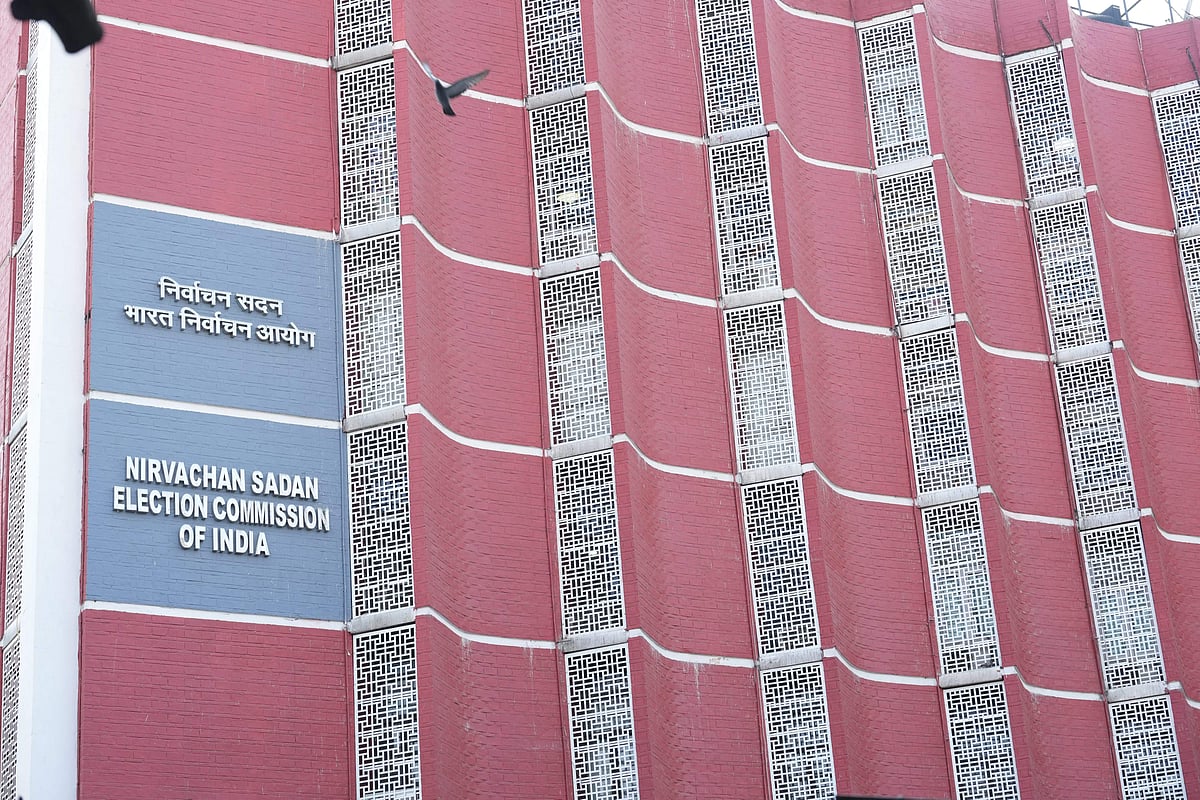 निर्वाचन सदन
भारत निर्वाचन आयोग
NIRVACHAN SADAN
ELECTION COMMISSION
OF INDIA